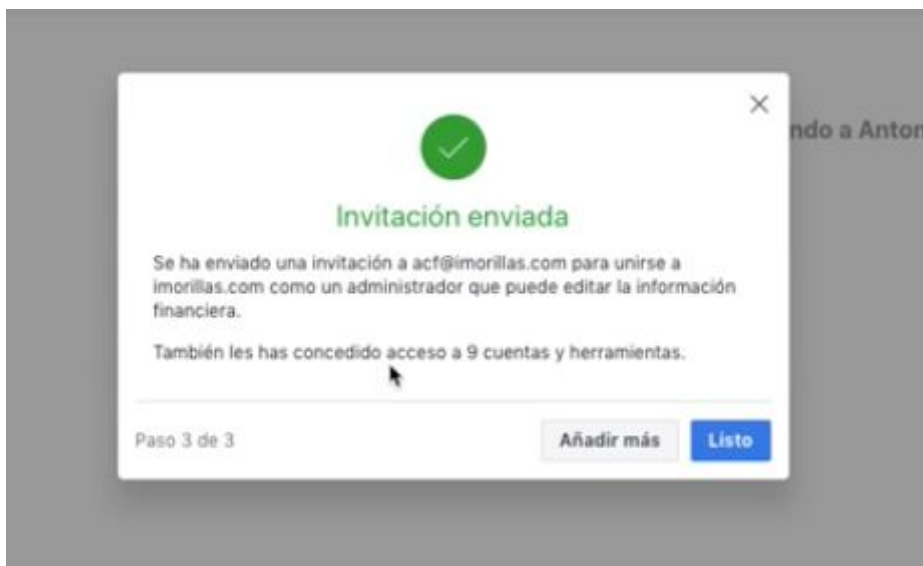 ndo a Anton
Invitación enviada
Se ha enviado una invitación a acf@imorillas.com para unirse a
imorillas.com como un administrador que puede editar la información
financiera.
También les has concedido acceso a 9 cuentas y herramientas.
Paso 3 de 3
Añadir más
Listo